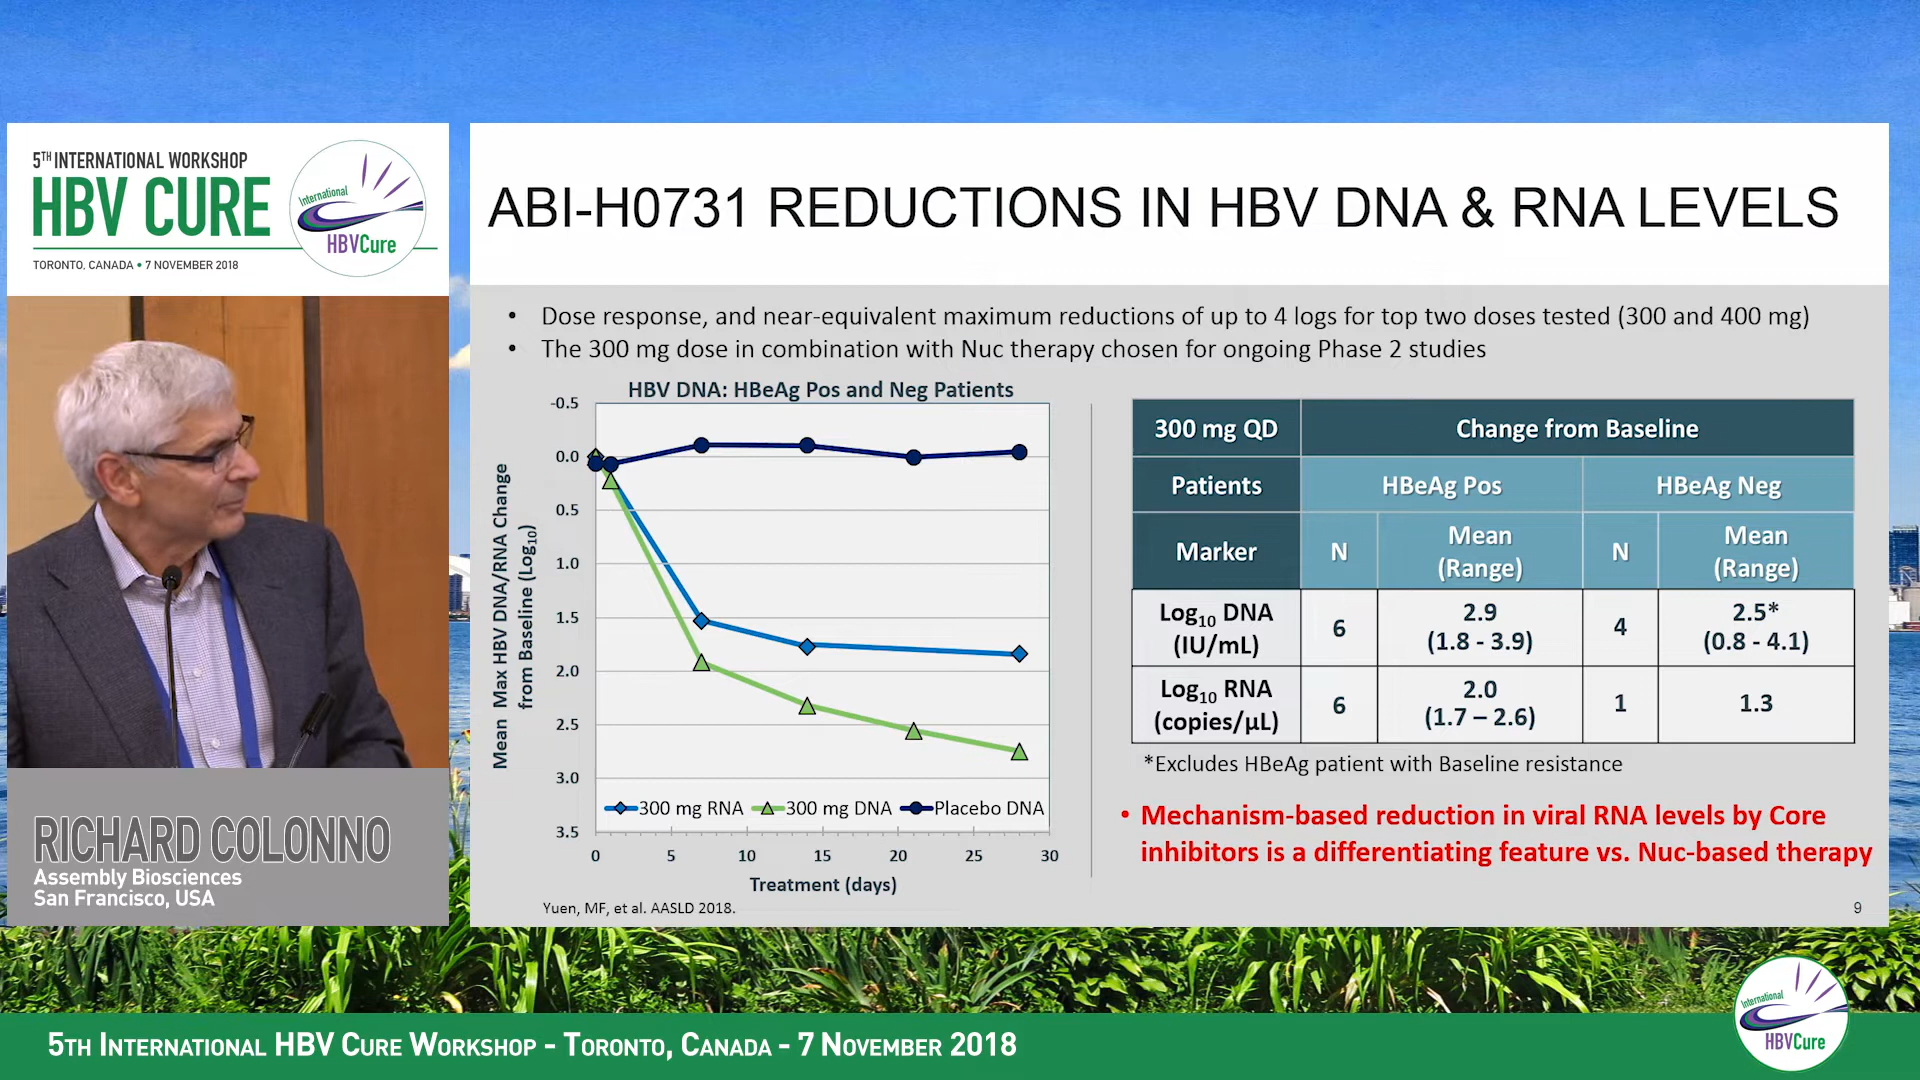 5TH INTERNATIONAL WORKSHOP
HBV CURE
TORONTO, CANADA • 7 NOVEMBER 2018
International
HBVCure
RICHARD COLONNO
Assembly Biosciences
San Francisco, USA
ABI-H0731 REDUCTIONS IN HBV DNA & RNA LEVELS
• Dose response, and near-equivalent maximum reductions of up to 4 logs for top two doses tested (300 and 400 mg)
• The 300 mg dose in combination with Nuc therapy chosen for ongoing Phase 2 studies
HBV DNA: HBeAg Pos and Neg Patients
Mean Max HBV DNA/RNA Change
from Baseline (Log10)
-0.5
0.0
0.5
1.0
1.5
2.0
2.5
3.0
3.5
300 mg RNA 300 mg DNA Placebo DNA
0 5 10 15 20 25 30
Treatment (days)
Yuen, MF, et al. AASLD 2018.
300 mg QD Change from Baseline
Patients HBeAg Pos HBeAg Neg
Marker N Mean (Range) N Mean (Range)
Log10 DNA (IU/mL) 6 2.9 (1.8 - 3.9) 4 2.5* (0.8 - 4.1)
Log10 RNA (copies/µL) 6 2.0 (1.7 – 2.6) 1 1.3
*Excludes HBeAg patient with Baseline resistance
• Mechanism-based reduction in viral RNA levels by Core
inhibitors is a differentiating feature vs. Nuc-based therapy
9
5TH INTERNATIONAL HBV CURE WORKSHOP - TORONTO, CANADA - 7 NOVEMBER 2018
International
HBVCure